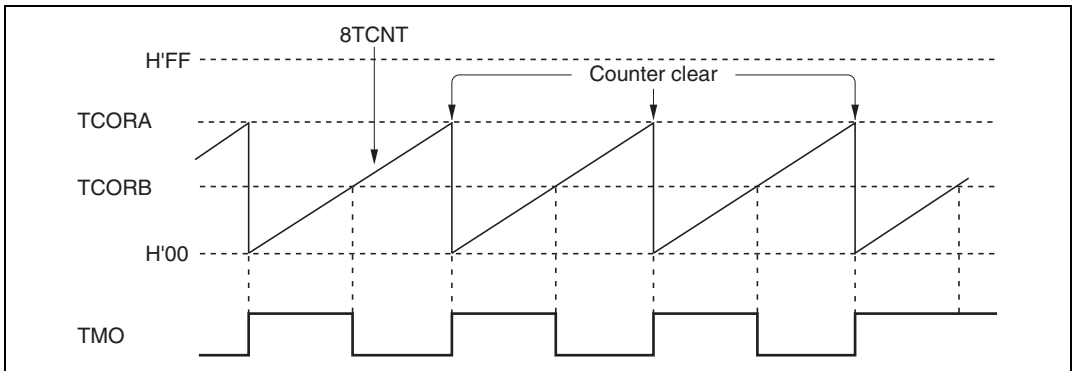 8TCNT
H'FF
Counter clear
TCORA
TCORB
H'00
TMO